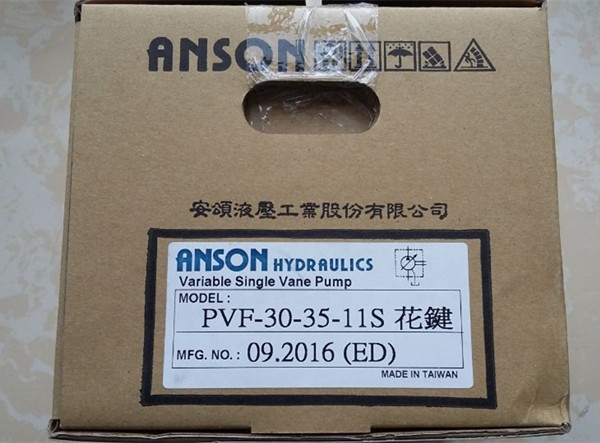 ANSON
安頌液壓工業股份有限公司
ANSON HYDRAULICS
Variable Single Vane Pump
MODEL :
PVF-30-35-11S 花鍵
MFG. NO. : 09.2016 (ED)
MADE IN TAIWAN